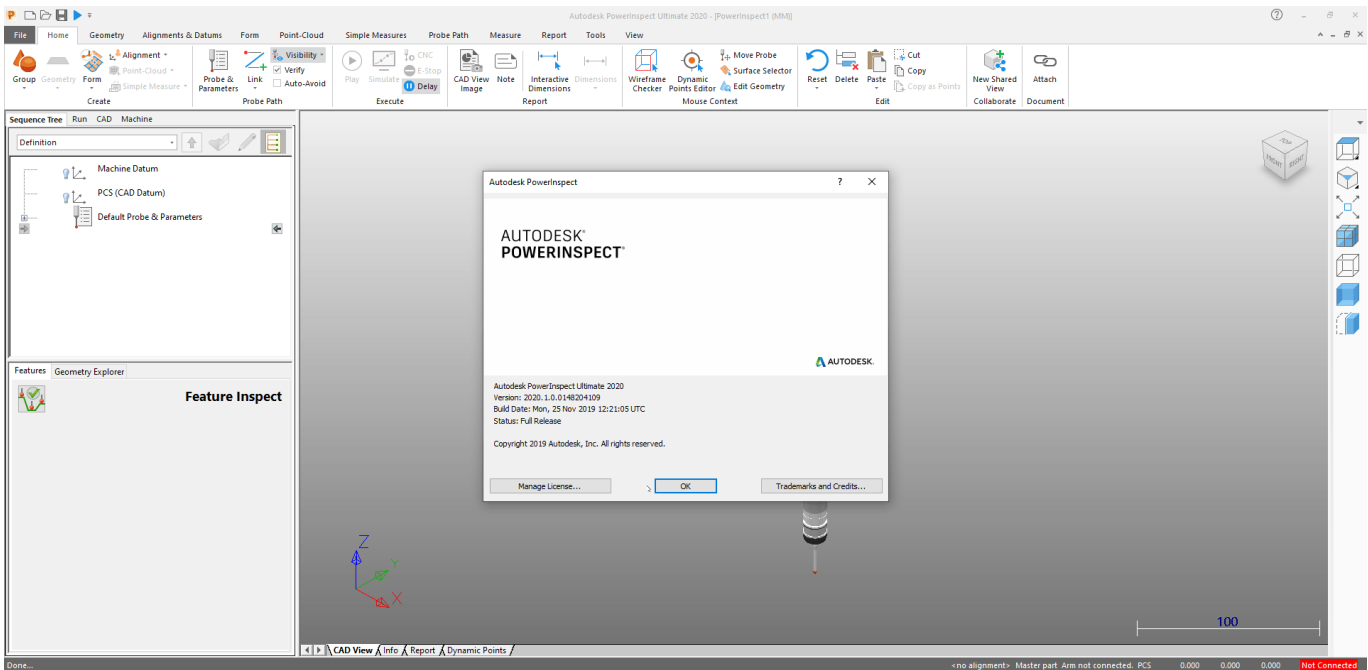 Autodesk PowerInspect Ultimate 2020 - [PowerInspect1 (MM)]
File Home Geometry Alignments & Datums Form Point-Cloud Simple Measures Probe Path Measure Report Tools View
Group
Geometry
Form
Alignment
Point-Cloud
Simple Measure
Create
Probe &
Parameters
Link
Visibility
Verify
Auto-Avoid
Probe Path
Play
Simulate
CNC
E-Stop
Delay
Execute
CAD View
Image
Note
Interactive
Dimensions
Dimensions
Report
Wireframe
Checker
Dynamic
Points Editor
Move Probe
Surface Selector
Edit Geometry
Mouse Context
Reset
Delete
Paste
Cut
Copy
Copy as Points
Edit
New Shared
View
Collaborate
Attach
Document
Sequence Tree Run CAD Machine
Definition
Machine Datum
PCS (CAD Datum)
Default Probe & Parameters
Features Geometry Explorer
Feature Inspect
TOP
FRONT RIGHT
Autodesk PowerInspect ?
AUTODESK®
POWERINSPECT®
AUTODESK.
Autodesk PowerInspect Ultimate 2020
Version: 2020.1.0.0148204109
Build Date: Mon, 25 Nov 2019 12:21:05 UTC
Status: Full Release
Copyright 2019 Autodesk, Inc. All rights reserved.
Manage License... OK Trademarks and Credits...
Z
Y
X
100
CAD View Info Report Dynamic Points
Done... <no alignment> Master part Arm not connected. PCS 0.000 0.000 0.000 Not Connected